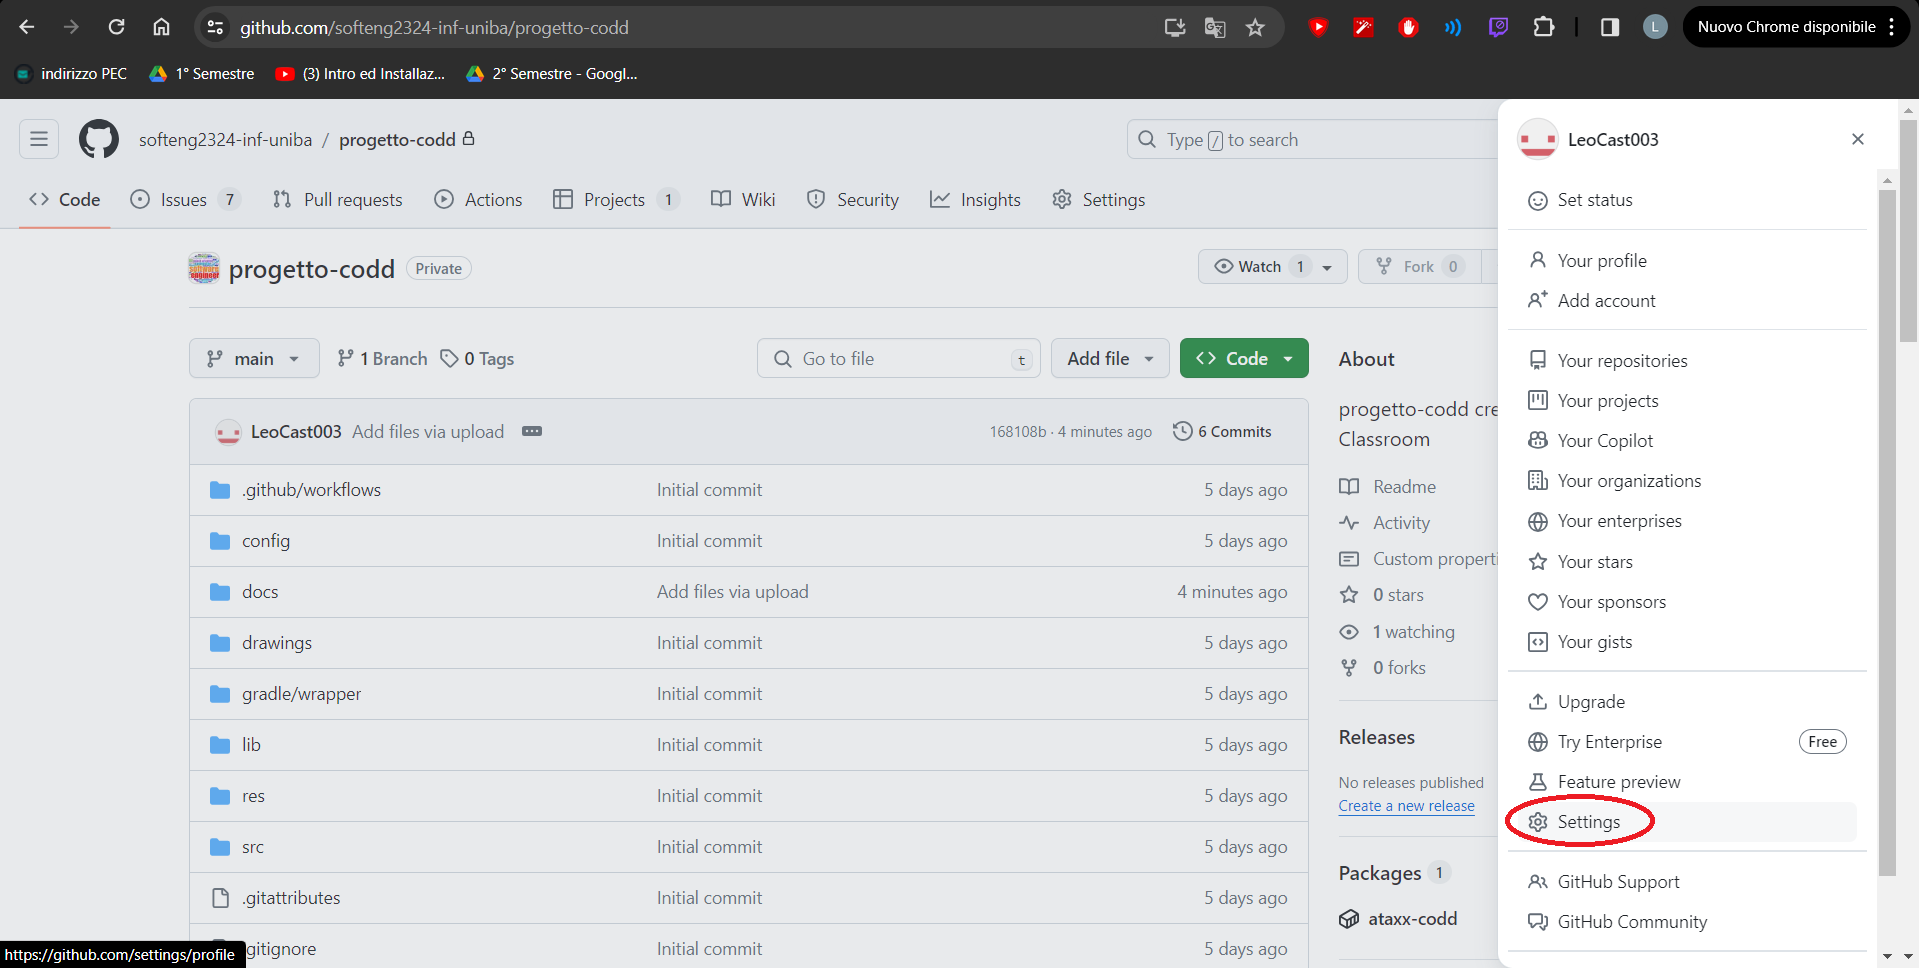 github.com/softeng2324-inf-uniba/progetto-codd
L
Nuovo Chrome disponibile
indirizzo PEC
1° Semestre
(3) Intro ed Installaz...
2° Semestre - Googl...
softeng2324-inf-uniba / progetto-codd
Type / to search
Code
Issues 7
Pull requests
Actions
Projects 1
Wiki
Security
Insights
Settings
progetto-codd Private
Watch 1
Fork 0
main
1 Branch
0 Tags
Go to file t
Add file
Code
LeoCast003 Add files via upload
168108b · 4 minutes ago
6 Commits
.github/workflows Initial commit 5 days ago
config Initial commit 5 days ago
docs Add files via upload 4 minutes ago
drawings Initial commit 5 days ago
gradle/wrapper Initial commit 5 days ago
lib Initial commit 5 days ago
res Initial commit 5 days ago
src Initial commit 5 days ago
.gitattributes Initial commit 5 days ago
gitignore Initial commit 5 days ago
About
progetto-codd cre
Classroom
Readme
Activity
Custom properti
0 stars
1 watching
0 forks
Releases
No releases published
Create a new release
Packages 1
ataxx-codd
LeoCast003
Set status
Your profile
Add account
Your repositories
Your projects
Your Copilot
Your organizations
Your enterprises
Your stars
Your sponsors
Your gists
Upgrade
Try Enterprise Free
Feature preview
Settings
GitHub Support
GitHub Community
https://github.com/settings/profile